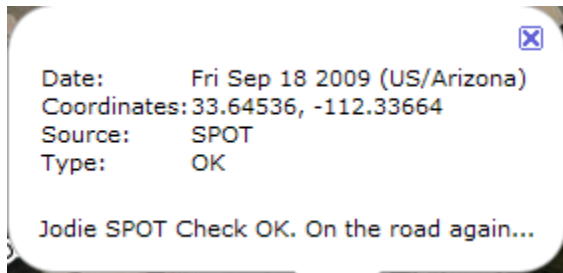 Date: Fri Sep 18 2009 (US/Arizona)
Coordinates: 33.64536, -112.33664
Source: SPOT
Type: OK
Jodie SPOT Check OK. On the road again...